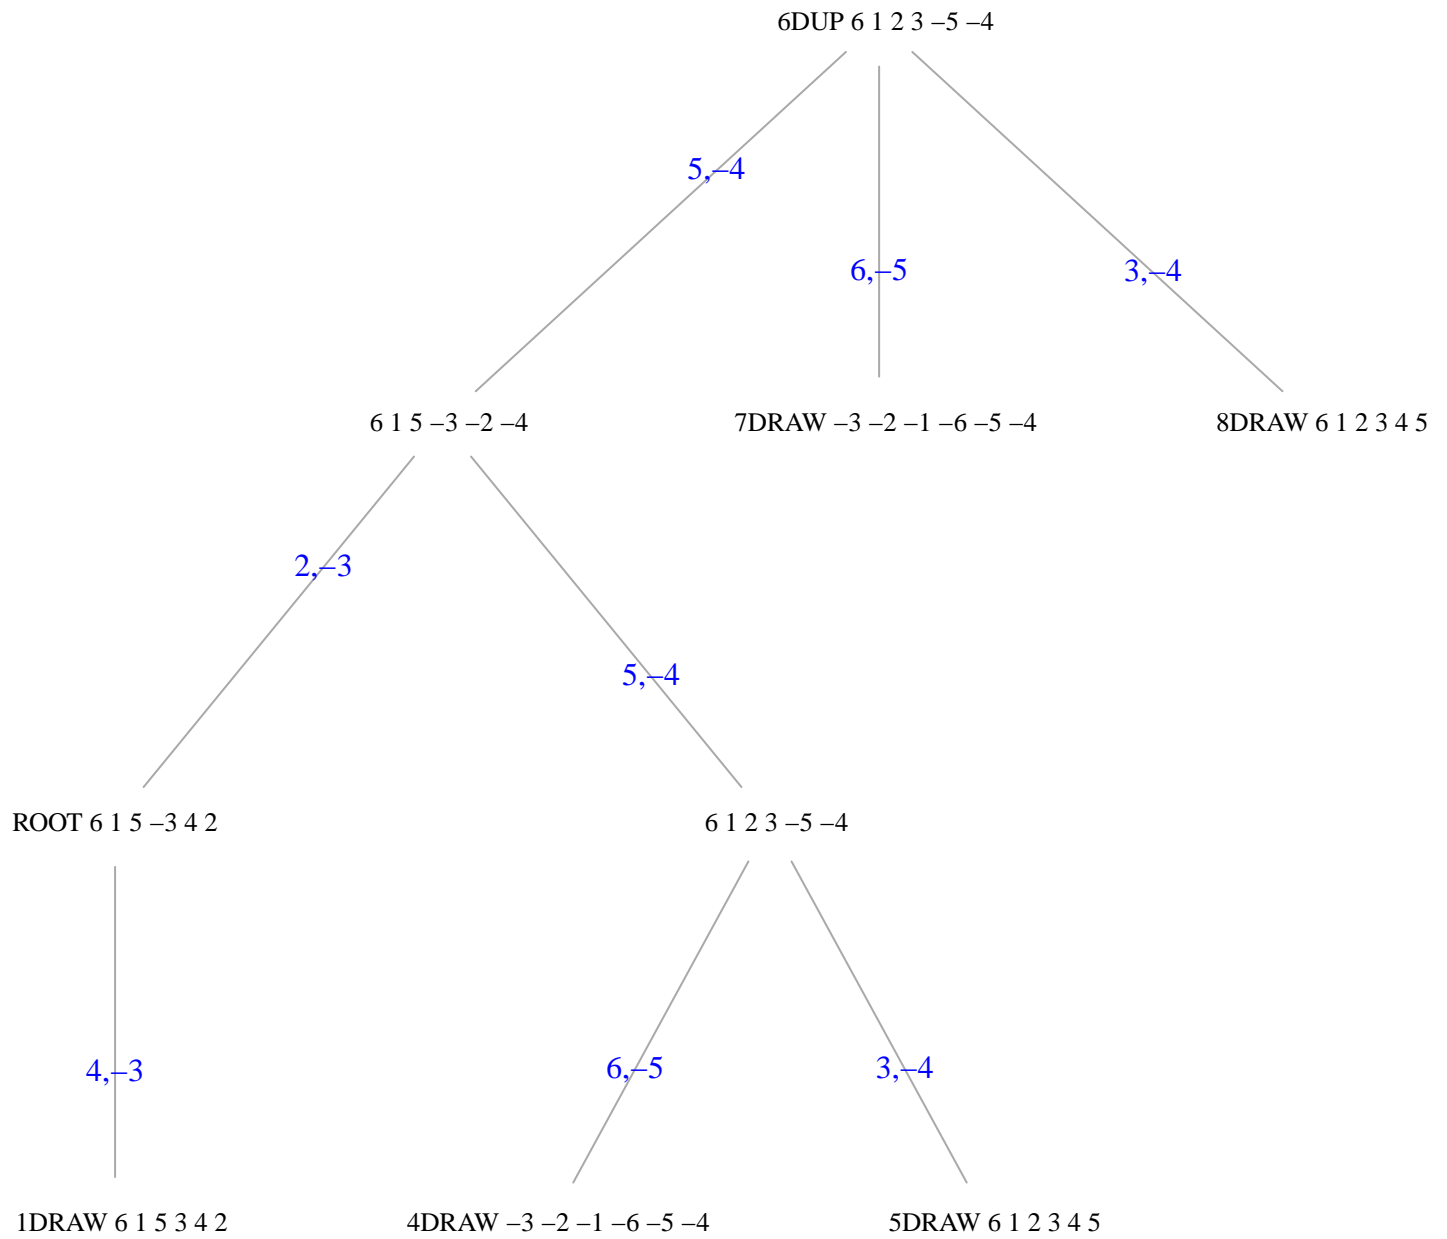 6DUP 6 1 2 3 –5 –4
5,–4
6,–5
3,–4
6 1 5 –3 –2 –4
7DRAW –3 –2 –1 –6 –5 –4
8DRAW 6 1 2 3 4 5
2,–3
5,–4
ROOT 6 1 5 –3 4 2
6 1 2 3 –5 –4
4,–3
6,–5
3,–4
1DRAW 6 1 5 3 4 2
4DRAW –3 –2 –1 –6 –5 –4
5DRAW 6 1 2 3 4 5